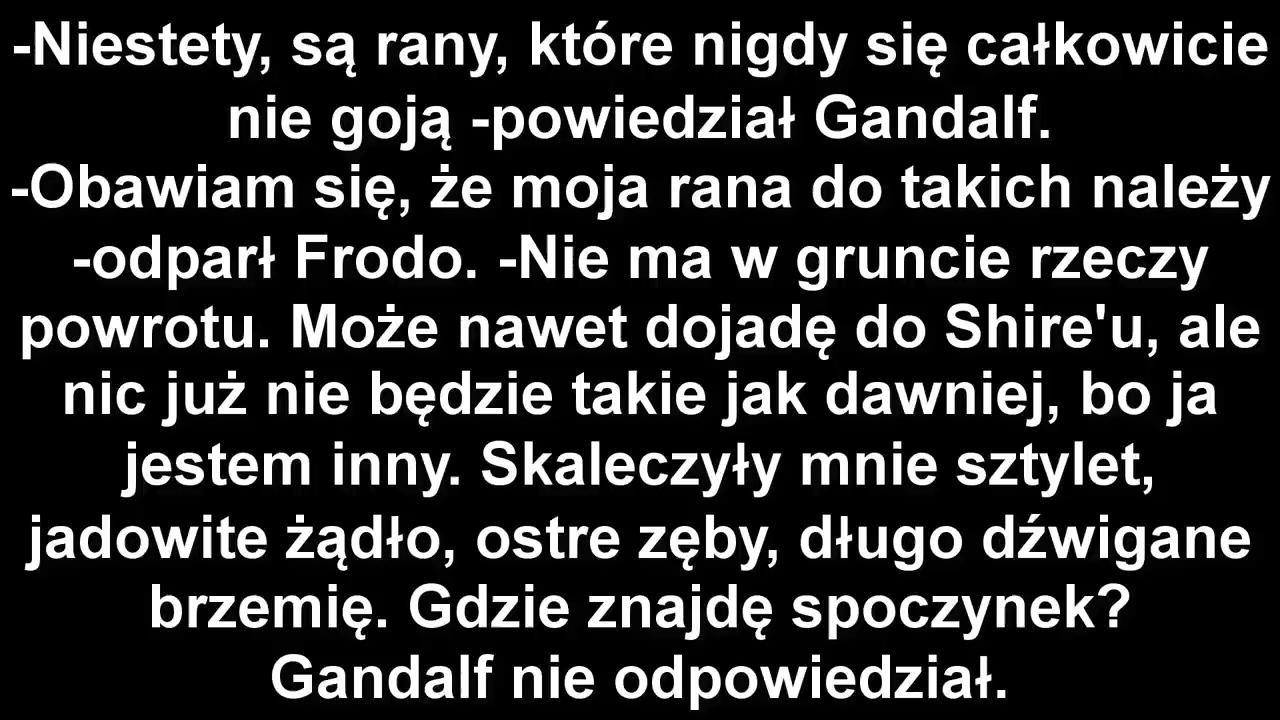 -Niestety, są rany, które nigdy się całkowicie
nie goją -powiedział Gandalf.
-Obawiam się, że moja rana do takich należy
-odparł Frodo. -Nie ma w gruncie rzeczy
powrotu. Może nawet dojadę do Shire'u, ale
nic już nie będzie takie jak dawniej, bo ja
jestem inny. Skaleczyły mnie sztylet,
jadowite żądło, ostre zęby, długo dźwigane
brzemię. Gdzie znajdę spoczynek?
Gandalf nie odpowiedział.